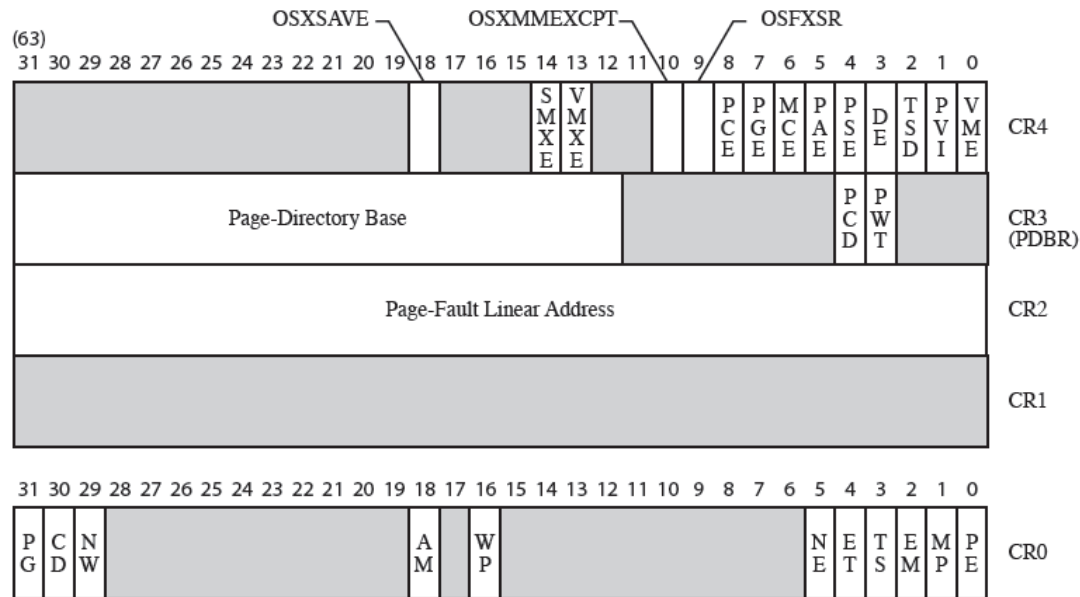 OSXSAVE OSXMMEXCPT OSFXSR
(63)
31 30 29 28 27 26 25 24 23 22 21 20 19 18 17 16 15 14 13 12 11 10 9 8 7 6 5 4 3 2 1 0
SMXE VMXE PCE PGE MCE PAE PSE DE TSD PVI VME CR4
Page-Directory Base PCD PWT CR3
(PDBR)
Page-Fault Linear Address CR2
CR1
31 30 29 28 27 26 25 24 23 22 21 20 19 18 17 16 15 14 13 12 11 10 9 8 7 6 5 4 3 2 1 0
PG CD NW AM WP NE ET TS EM MP PE CR0